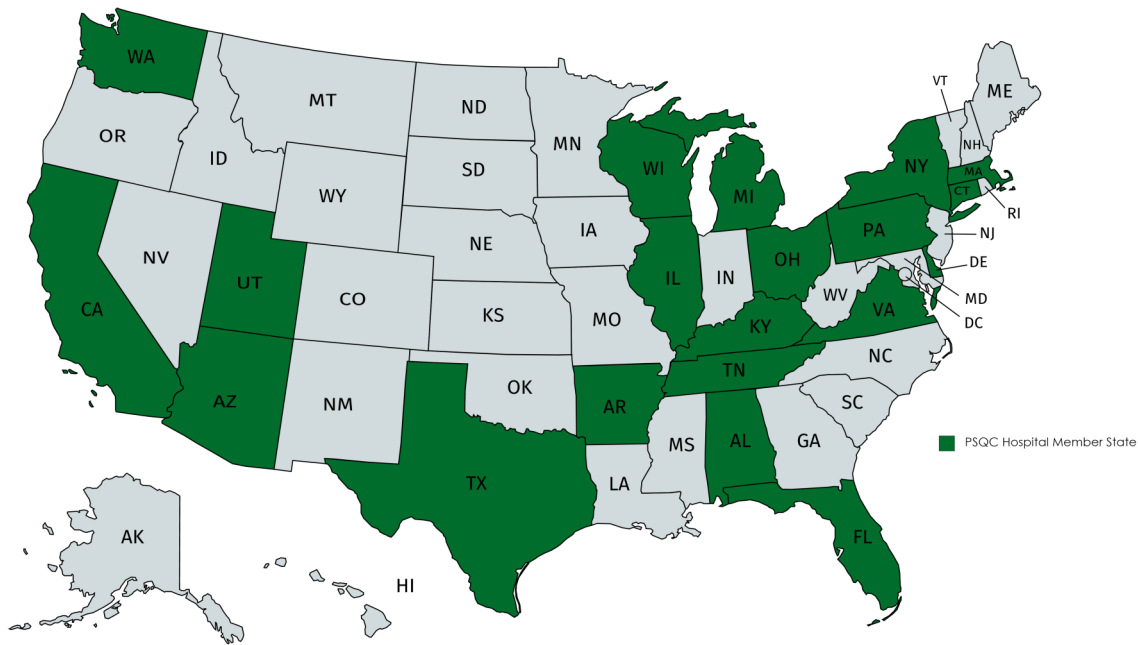 WA
VT
ME
MT
ND
OR
MN
NH
ID
SD
WI
NY
MA
WY
MI
CT
RI
IA
PA
NJ
NE
NV
OH
DE
UT
IL
IN
CO
WV
MD
CA
KS
MO
VA
DC
KY
NC
TN
OK
AZ
NM
AR
SC
MS
AL
GA
PSQC Hospital Member State
TX
LA
AK
FL
HI